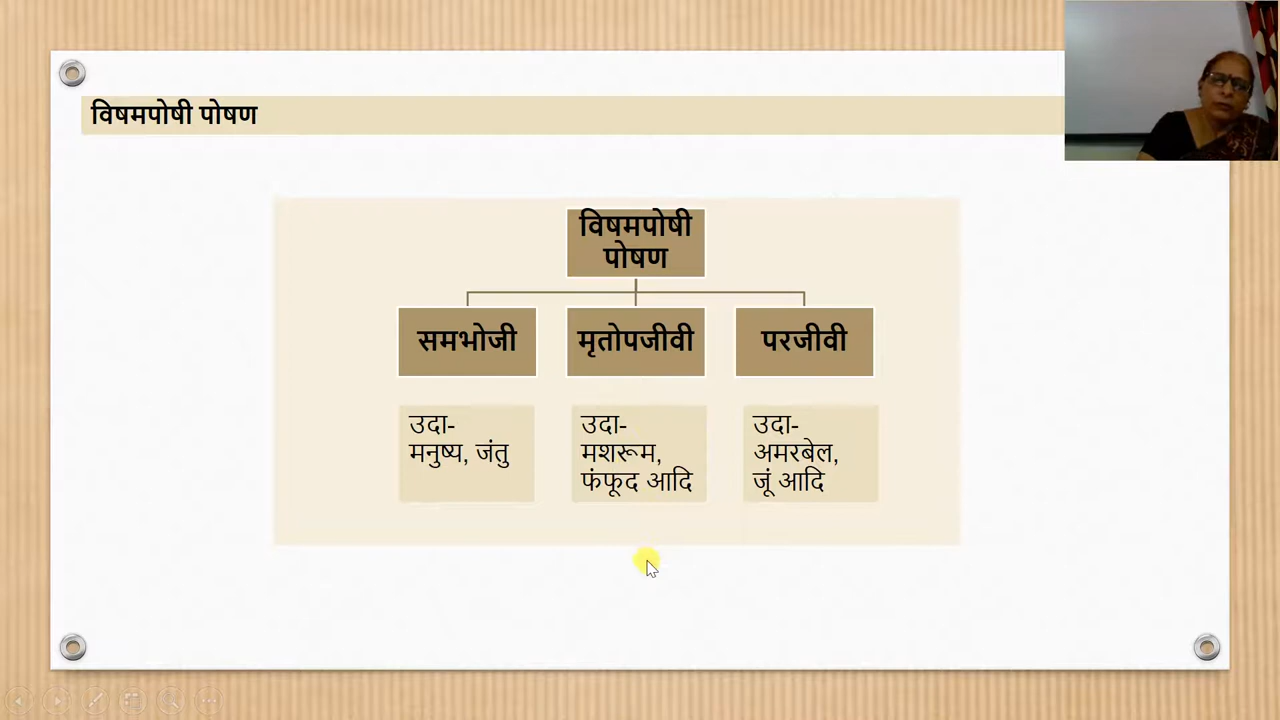 विषमपोषी पोषण
विषमपोषी
पोषण
समभोजी
मृतोपजीवी
परजीवी
उदा-
मनुष्य, जंतु
उदा-
मशरूम,
फंफूद आदि
उदा-
अमरबेल,
जूं आदि